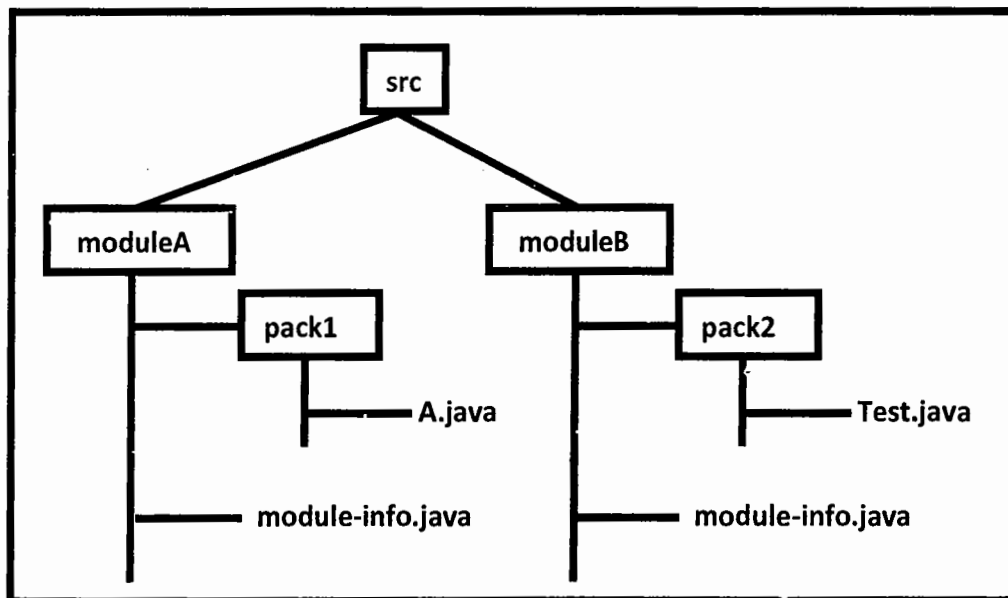 src
moduleA
moduleB
pack1
pack2
A.java
Test.java
module-info.java
module-info.java